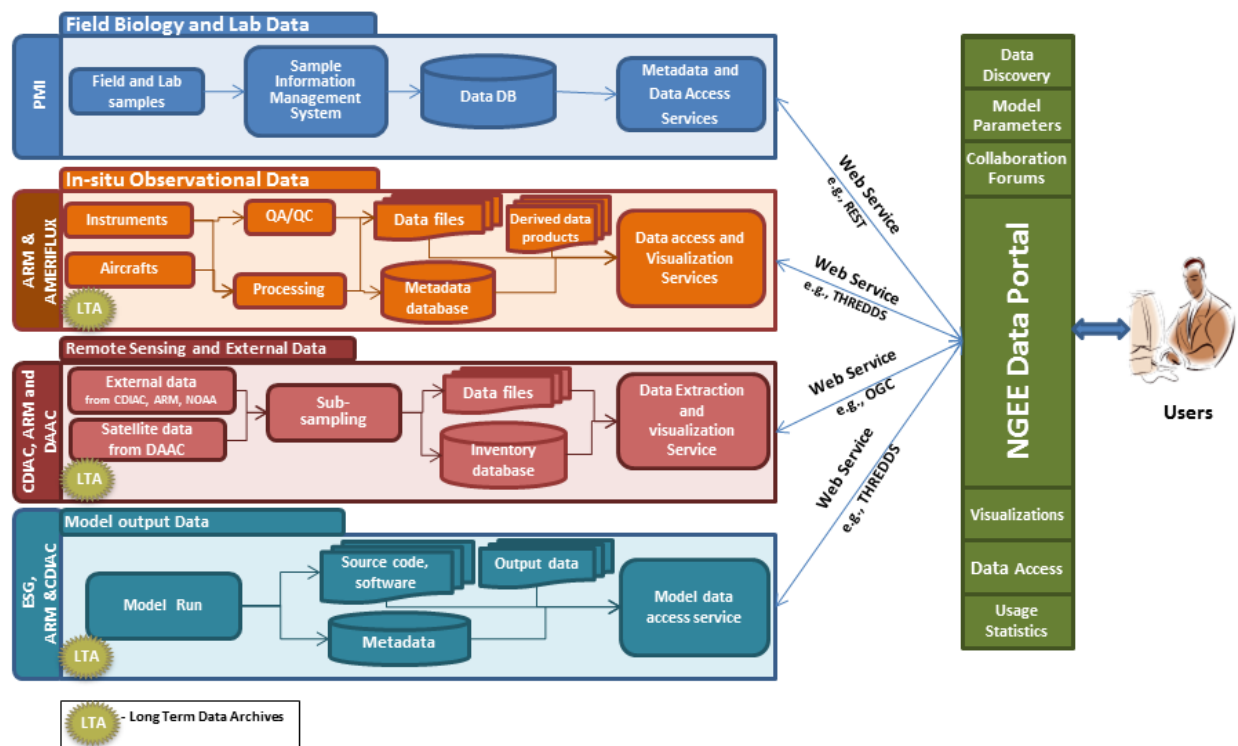 Field Biology and Lab Data
PMI
Field and Lab
samples
Sample
Information
Management
System
Data DB
Metadata and
Data Access
Services
In-situ Observational Data
ARM &
AMERIFLUX
Instruments
Aircrafts
QA/QC
Processing
Data files
Metadata
database
Derived data
products
Data access and
Visualization
Services
LTA
Remote Sensing and External Data
CDIAC, ARM and
DAAC
External data
from CDIAC, ARM, NOAA
Satellite data
from DAAC
Sub-
sampling
Data files
Inventory
database
Data Extraction
and
visualization
Service
LTA
Model output Data
ESG,
ARM &CDIAC
Model Run
Source code,
software
Metadata
Output data
Model data
access service
LTA
LTA
- Long Term Data Archives
Web Service
e.g., REST
Web Service
e.g., THREDDS
Web Service
e.g., OGC
Web Service
e.g., THREDDS
Data
Discovery
Model
Parameters
Collaboration
Forums
NGEE Data Portal
Visualizations
Data Access
Usage
Statistics
Users